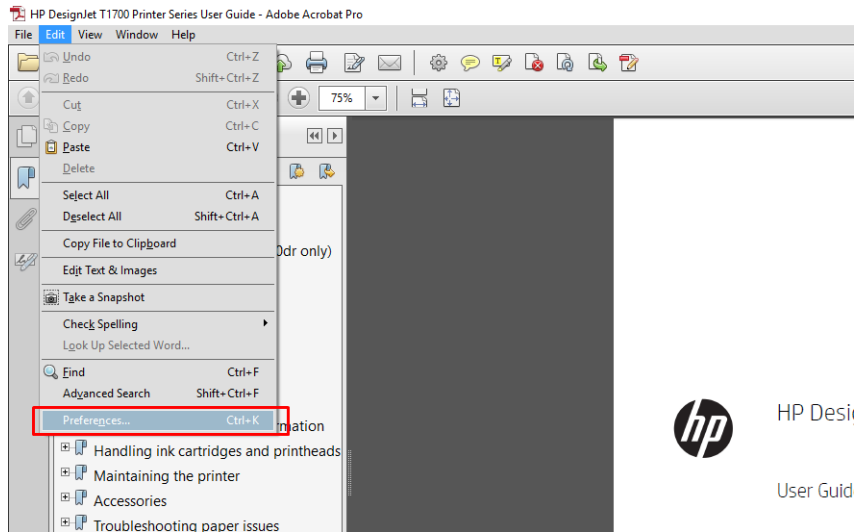 HP DesignJet T1700 Printer Series User Guide - Adobe Acrobat Pro
File Edit View Window Help
Undo Ctrl+Z
Redo Shift+Ctrl+Z
75%
Cut Ctrl+X
Copy Ctrl+C
Paste Ctrl+V
Delete
Select All Ctrl+A
Deselect All Shift+Ctrl+A
Copy File to Clipboard
0dr only)
Edit Text & Images
Take a Snapshot
Check Spelling
Look Up Selected Word...
Find Ctrl+F
Advanced Search Shift+Ctrl+F
Preferences... Ctrl+K
rmation
Handling ink cartridges and printheads
Maintaining the printer
Accessories
Troubleshooting paper issues
hp
HP Desig
User Guid